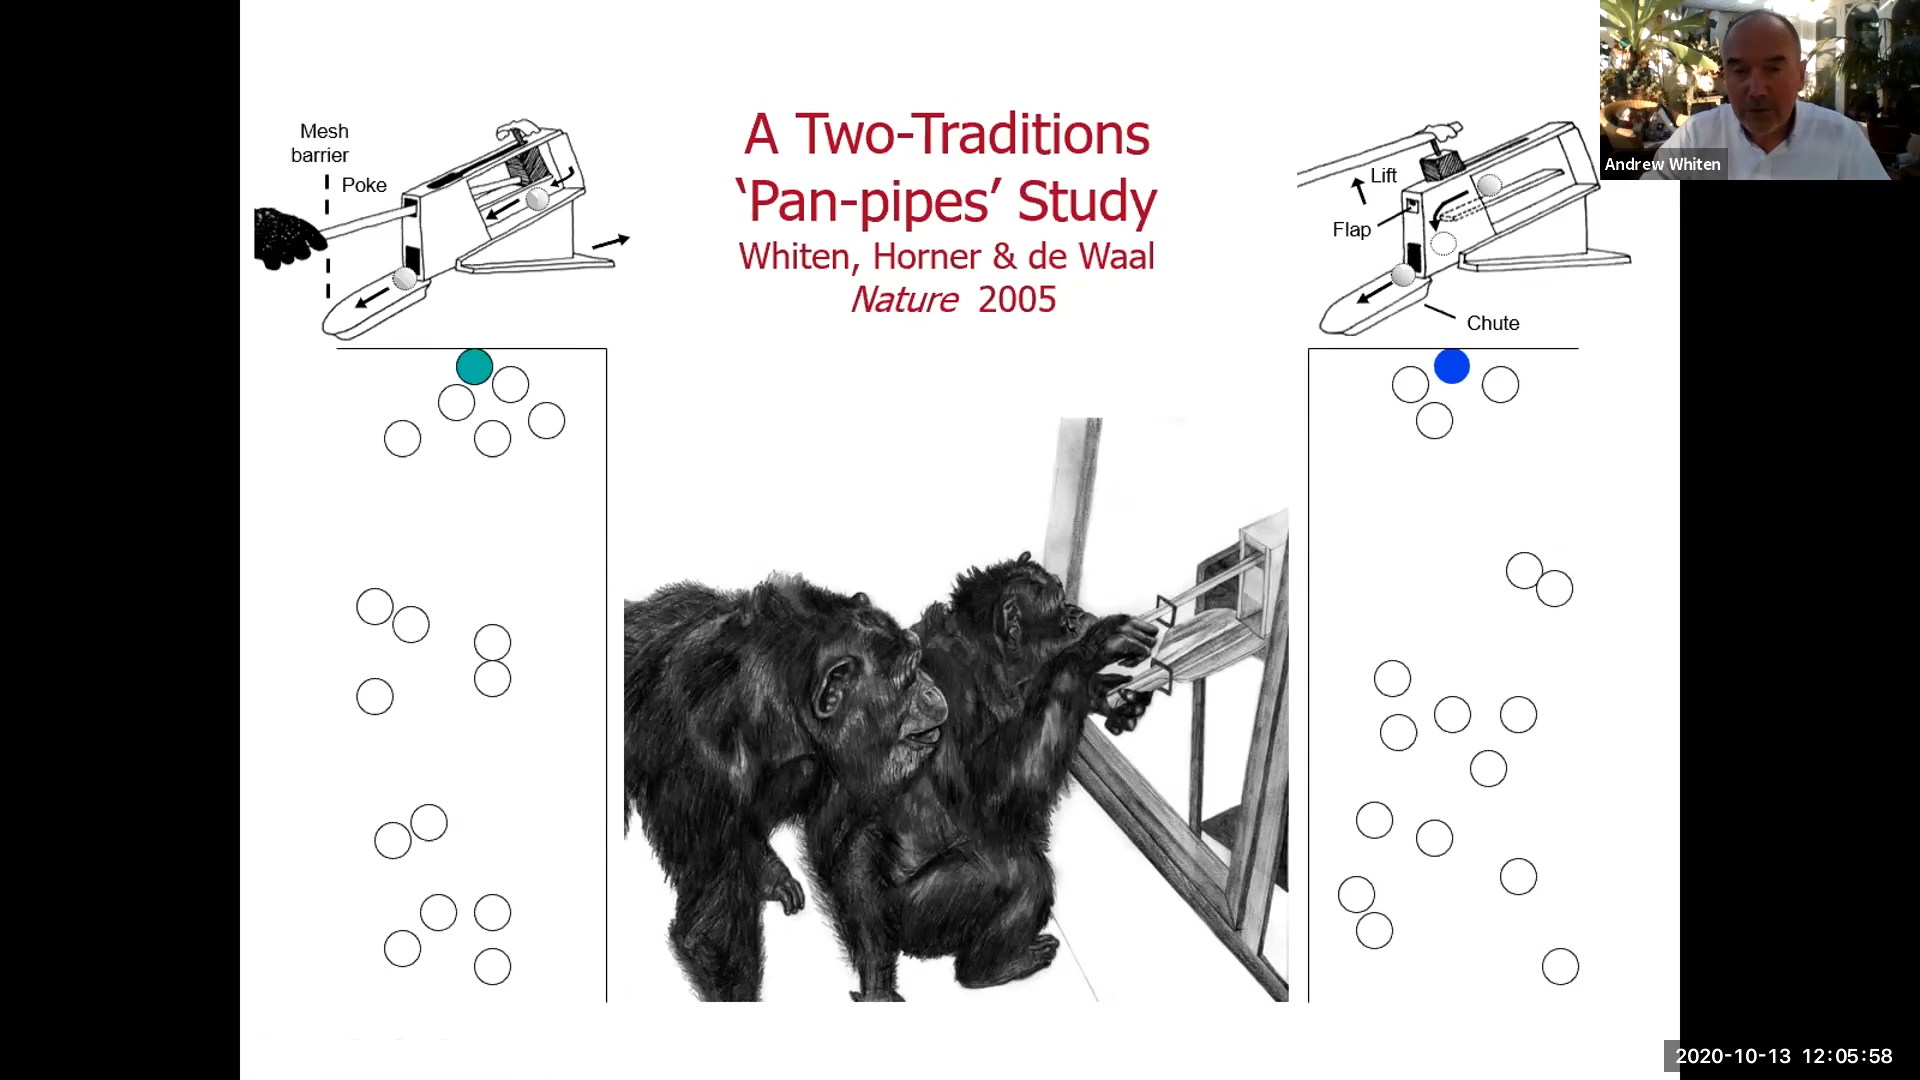 Mesh
barrier
Poke
A Two-Traditions
‘Pan-pipes’ Study
Whiten, Horner & de Waal
Nature 2005
Lift
Flap
Chute
Andrew Whiten
2020-10-13 12:05:58